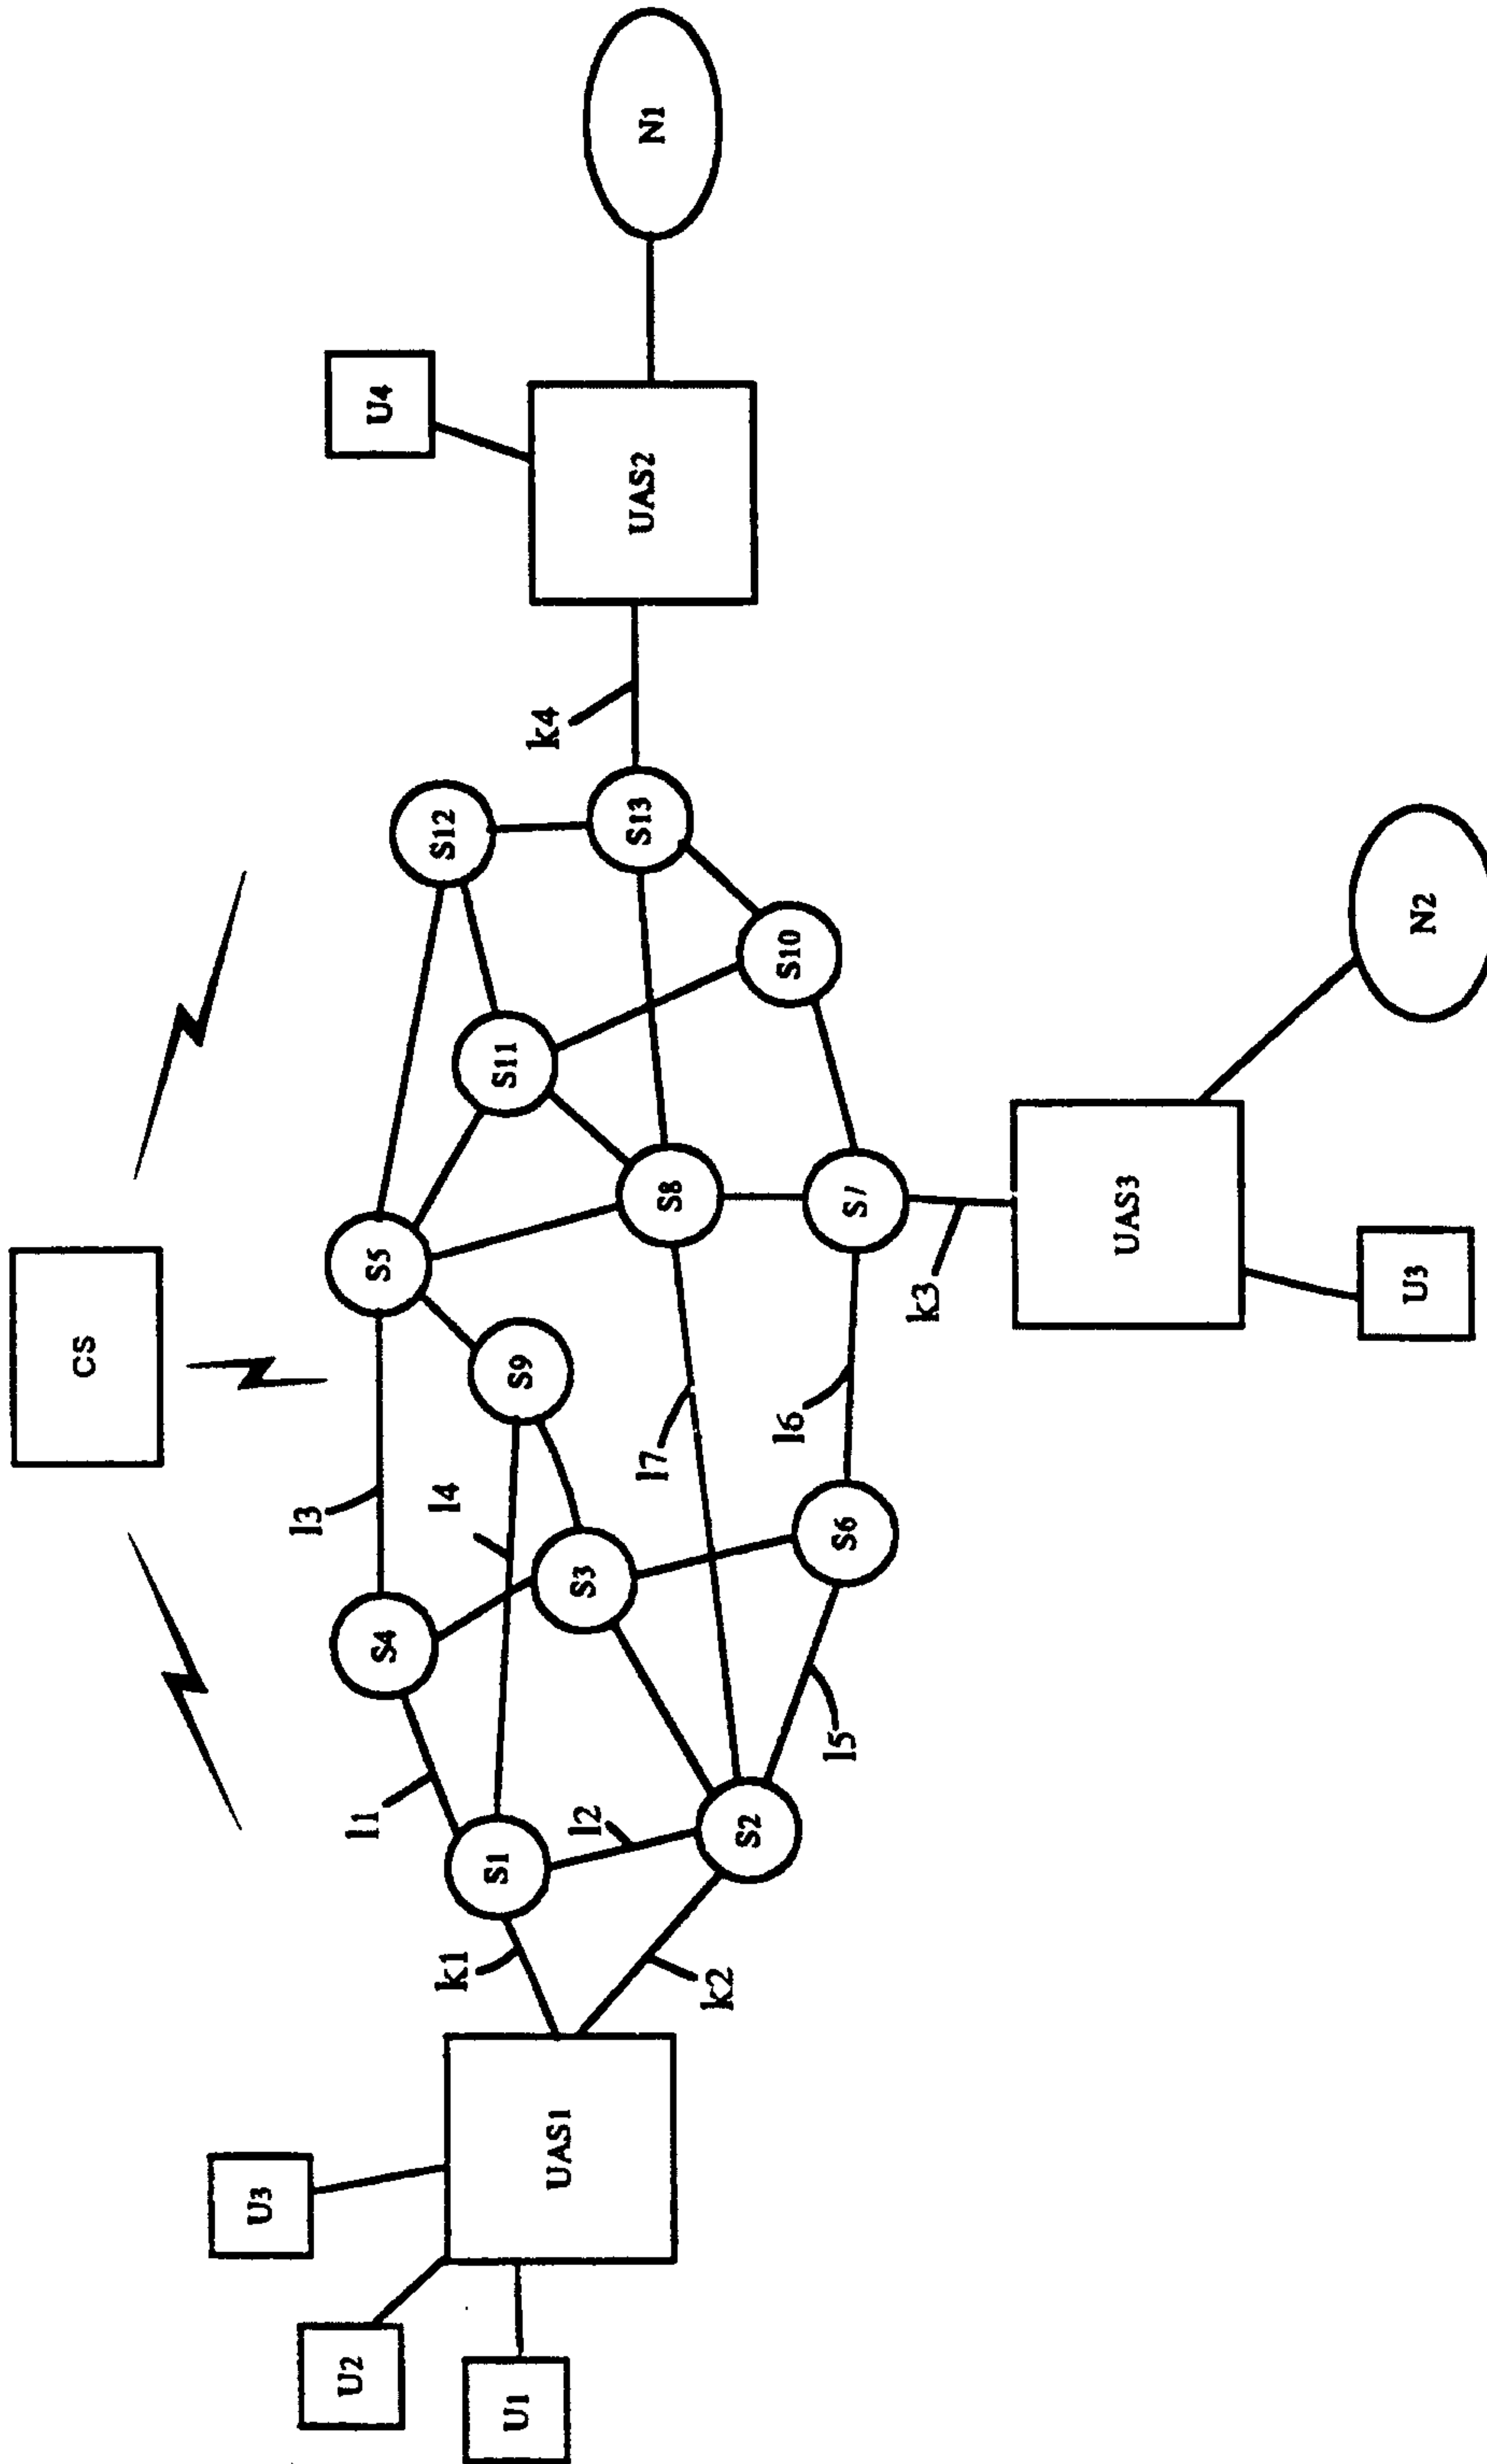 CS
U3
l3
U2
l1
S4
S5
U4
l4
S12
k1
S1
U1
S9
S11
k4
UAS1
l2
S3
S13
UAS2
N1
l7
S8
k2
S2
l6
S10
l5
S6
S7
k3
UAS3
U3
N2